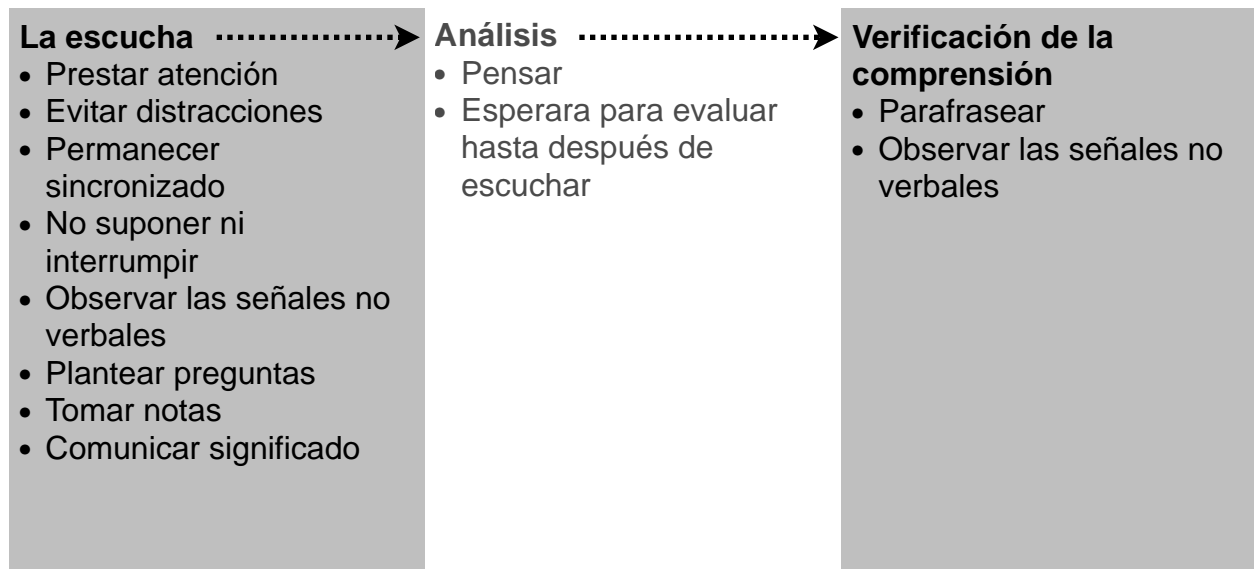 La escucha
• Prestar atención
• Evitar distracciones
• Permanecer
sincronizado
• No suponer ni
interrumpir
• Observar las señales no
verbales
• Plantear preguntas
• Tomar notas
• Comunicar significado
Análisis
• Pensar
• Esperara para evaluar
hasta después de
escuchar
Verificación de la
comprensión
• Parafrasear
• Observar las señales no
verbales